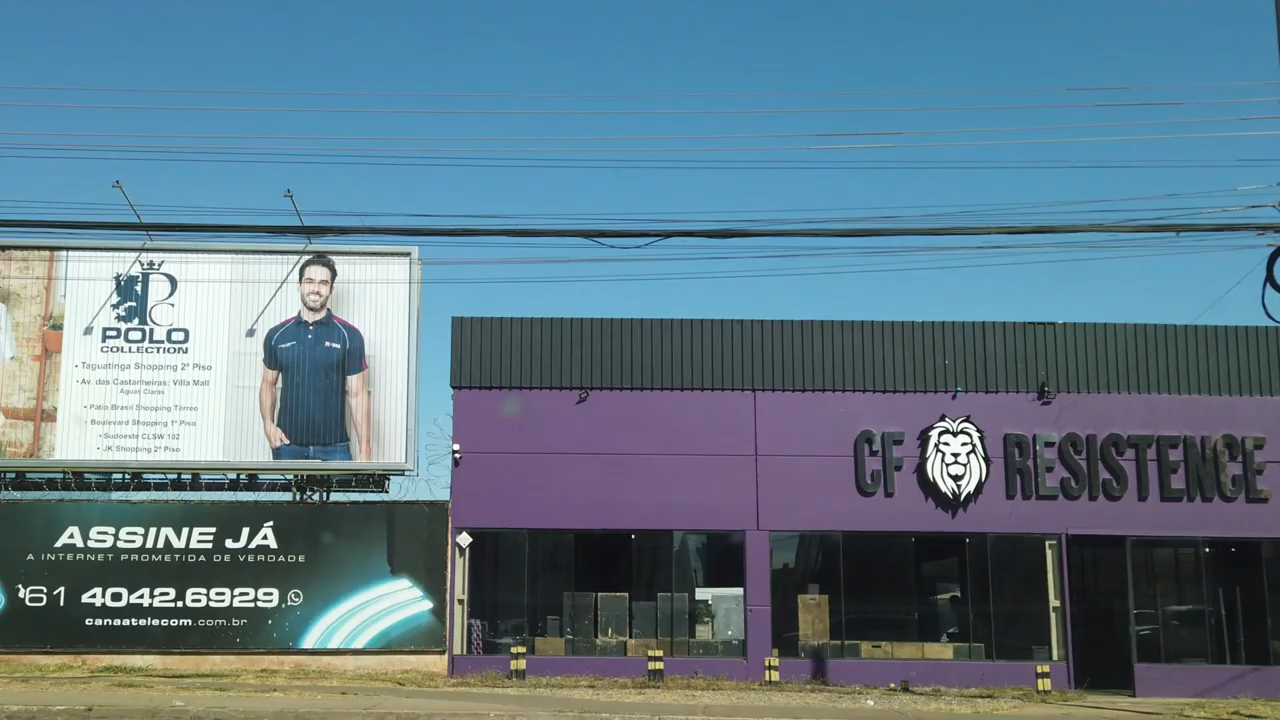 PC
POLO
COLLECTION
• Taguatinga Shopping 2º Piso
• Av. das Castanheiras: Villa Mall
Águas Claras
• Pátio Brasil Shopping Térreo
• Boulevard Shopping 1º Piso
• Sudoeste CLSW 102
• JK Shopping 2º Piso
ASSINE JÁ
A INTERNET PROMETIDA DE VERDADE
61 4042.6929
canaatelecom.com.br
CF RESISTENCE